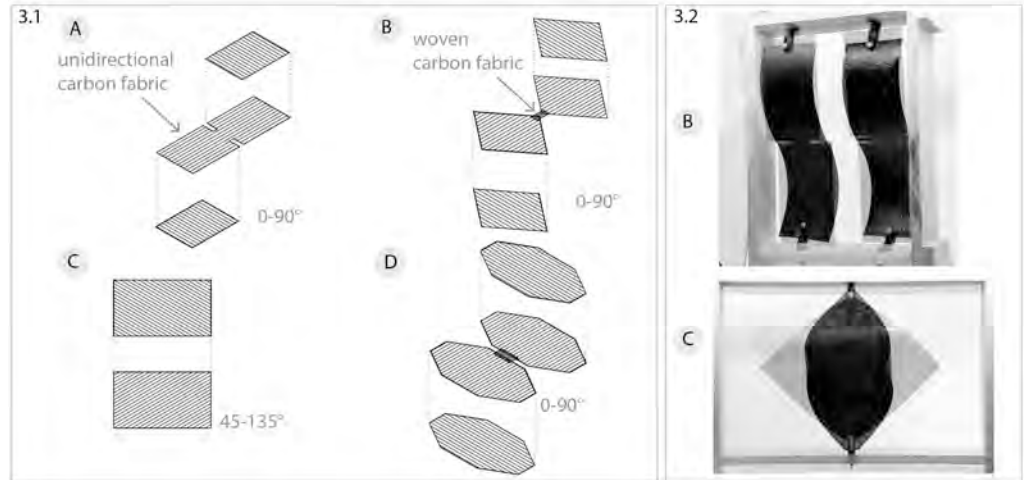 3.1
A
unidirectional
carbon fabric
0-90°
B
woven
carbon fabric
0-90°
C
45-135°
D
0-90°
3.2
B
C